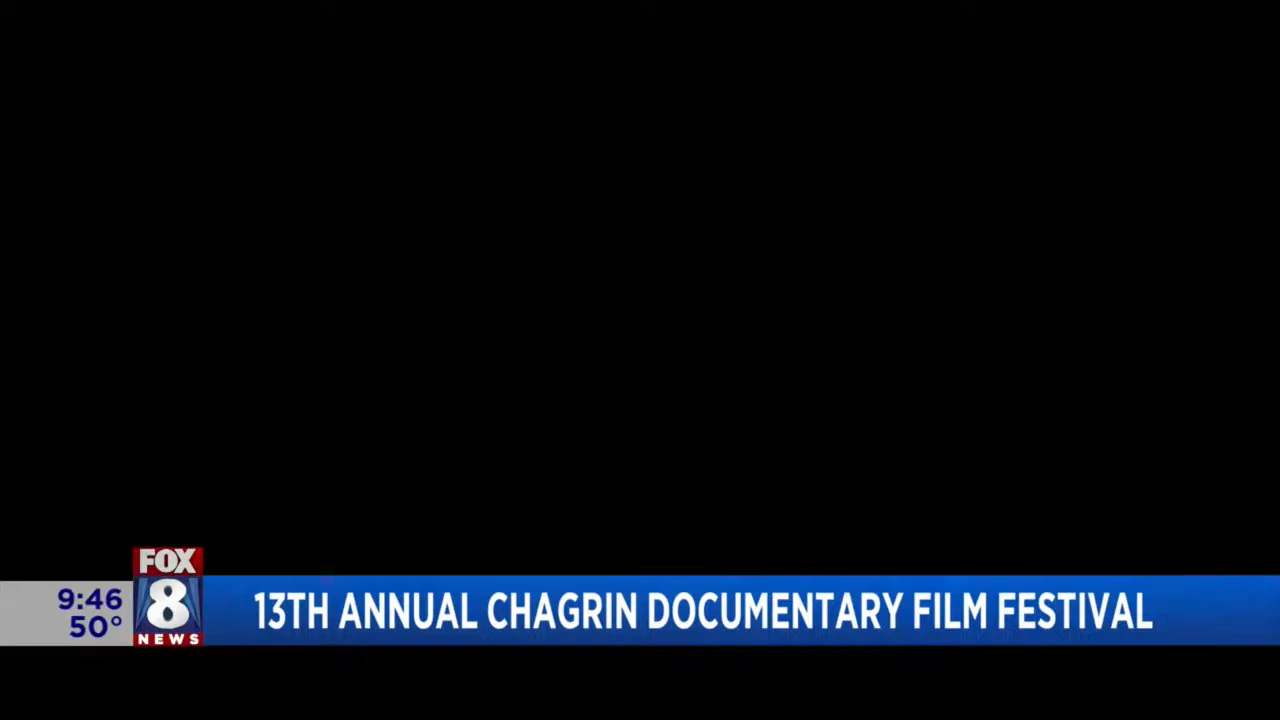 FOX
8
NEWS
9:46
50°
13TH ANNUAL CHAGRIN DOCUMENTARY FILM FESTIVAL